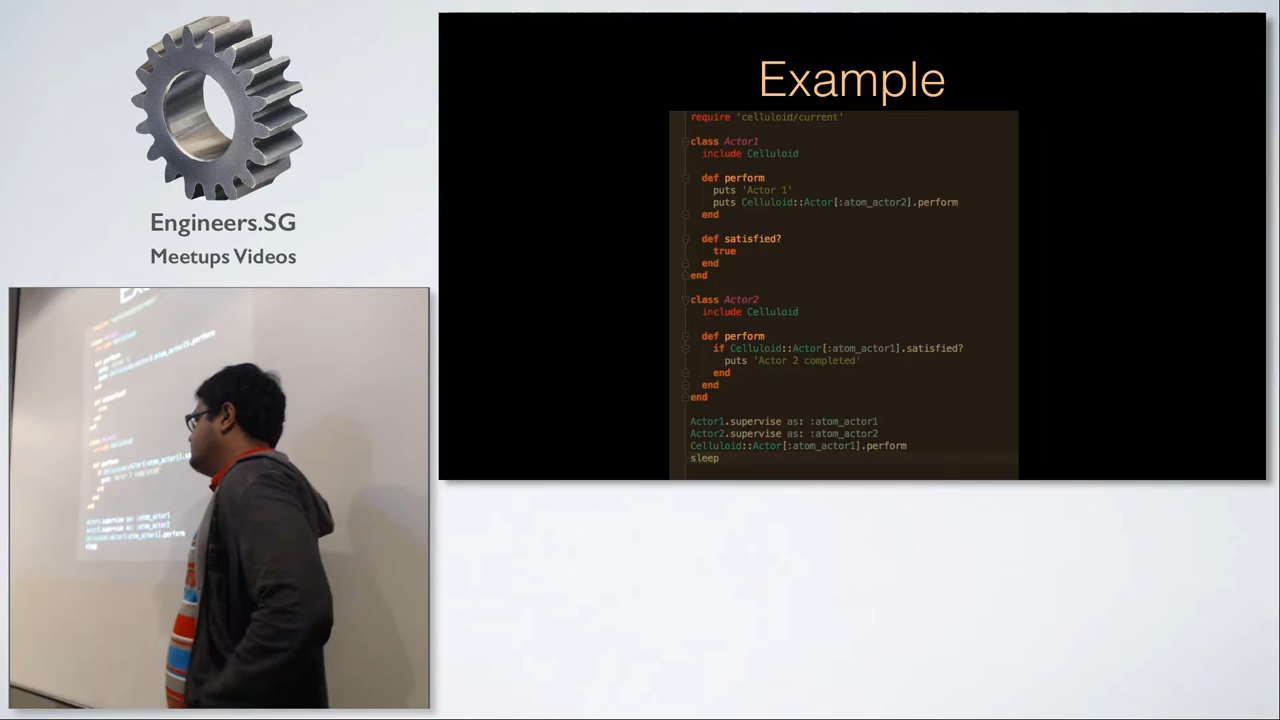 Engineers.SG
Meetups Videos
Example
require 'celluloid/current'
class Actor1
include Celluloid
def perform
puts 'Actor 1'
puts Celluloid::Actor[:atom_actor2].perform
end
def satisfied?
true
end
end
class Actor2
include Celluloid
def perform
if Celluloid::Actor[:atom_actor1].satisfied?
puts 'Actor 2 completed'
end
end
end
Actor1.supervise as: :atom_actor1
Actor2.supervise as: :atom_actor2
Celluloid::Actor[:atom_actor1].perform
sleep